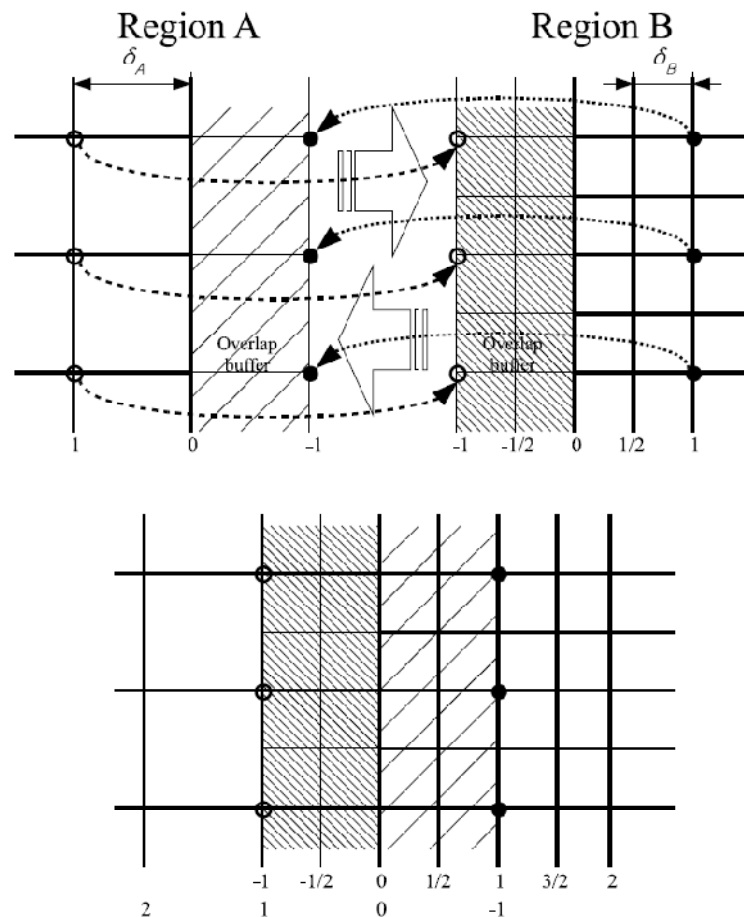 Region A Region B
δA δB
Overlap buffer Overlap buffer
1 0 -1 -1 -1/2 0 1/2 1
-1 -1/2 0 1/2 1 3/2 2
2 1 0 -1